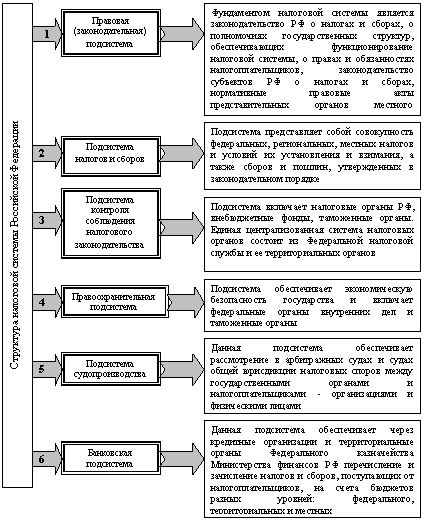 Структура налоговой системы Российской Федерации
1
Правовая
(законодательная)
подсистема
Фундаментом налоговой системы является
законодательство РФ о налогах и сборах, о
полномочиях государственных структур,
обеспечивающих функционирование
налоговой системы, о правах и обязанностях
налогоплательщиков, законодательство
субъектов РФ о налогах и сборах,
нормативные правовые акты
представительных органов местного
2
Подсистема
налогов и сборов
Подсистема представляет собой совокупность
федеральных, региональных, местных налогов
и условий их установления и взимания, а
также сборов и пошлин, утвержденных в
законодательном порядке
3
Подсистема
контроля
соблюдения
налогового
законодательства
Подсистема включает налоговые органы РФ,
внебюджетные фонды, таможенные органы.
Единая централизованная система налоговых
органов состоит из Федеральной налоговой
службы и ее территориальных органов
4
Правоохранительная
подсистема
Подсистема обеспечивает экономическую
безопасность государства и включает
федеральные органы внутренних дел и
таможенные органы
5
Подсистема
судопроизводства
Данная подсистема обеспечивает
рассмотрение в арбитражных судах и судах
общей юрисдикции налоговых споров между
государственными органами и
налогоплательщиками - организациями и
физическими лицами
6
Банковская
подсистема
Данная подсистема обеспечивает через
кредитные организации и территориальные
органы Федерального казначейства
Министерства финансов РФ перечисление и
зачисление налогов и сборов, поступающих от
налогоплательщиков, на счета бюджетов
разных уровней: федерального,
территориальных и местных